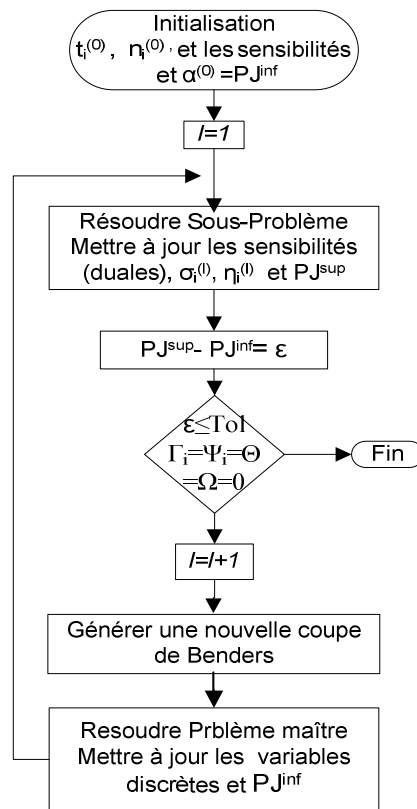 Initialisation
tᵢ⁽⁰⁾, nᵢ⁽⁰⁾, et les sensibilités
et α⁽⁰⁾ =PJⁱⁿᶠ
l=1
Résoudre Sous-Problème
Mettre à jour les sensibilités
(duales), σᵢ⁽ˡ⁾, ηᵢ⁽ˡ⁾ et PJˢᵘᵖ
PJˢᵘᵖ- PJⁱⁿᶠ= ε
ε≤Tol
Γᵢ=Ψᵢ=Θ
=Ω=0
Fin
l=l+1
Générer une nouvelle coupe
de Benders
Resoudre Prblème maître
Mettre à jour les variables
discrètes et PJⁱⁿᶠ